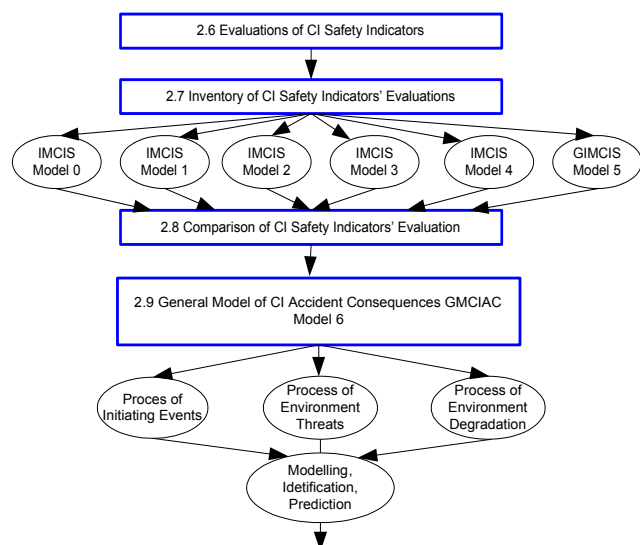 2.6 Evaluations of CI Safety Indicators
2.7 Inventory of CI Safety Indicators' Evaluations
IMCIS
Model 0
IMCIS
Model 1
IMCIS
Model 2
IMCIS
Model 3
IMCIS
Model 4
GIMCIS
Model 5
2.8 Comparison of CI Safety Indicators' Evaluation
2.9 General Model of CI Accident Consequences GMCIAC
Model 6
Proces of
Initiating Events
Process of
Environment
Threats
Process of
Environment
Degradation
Modelling,
Idetification,
Prediction